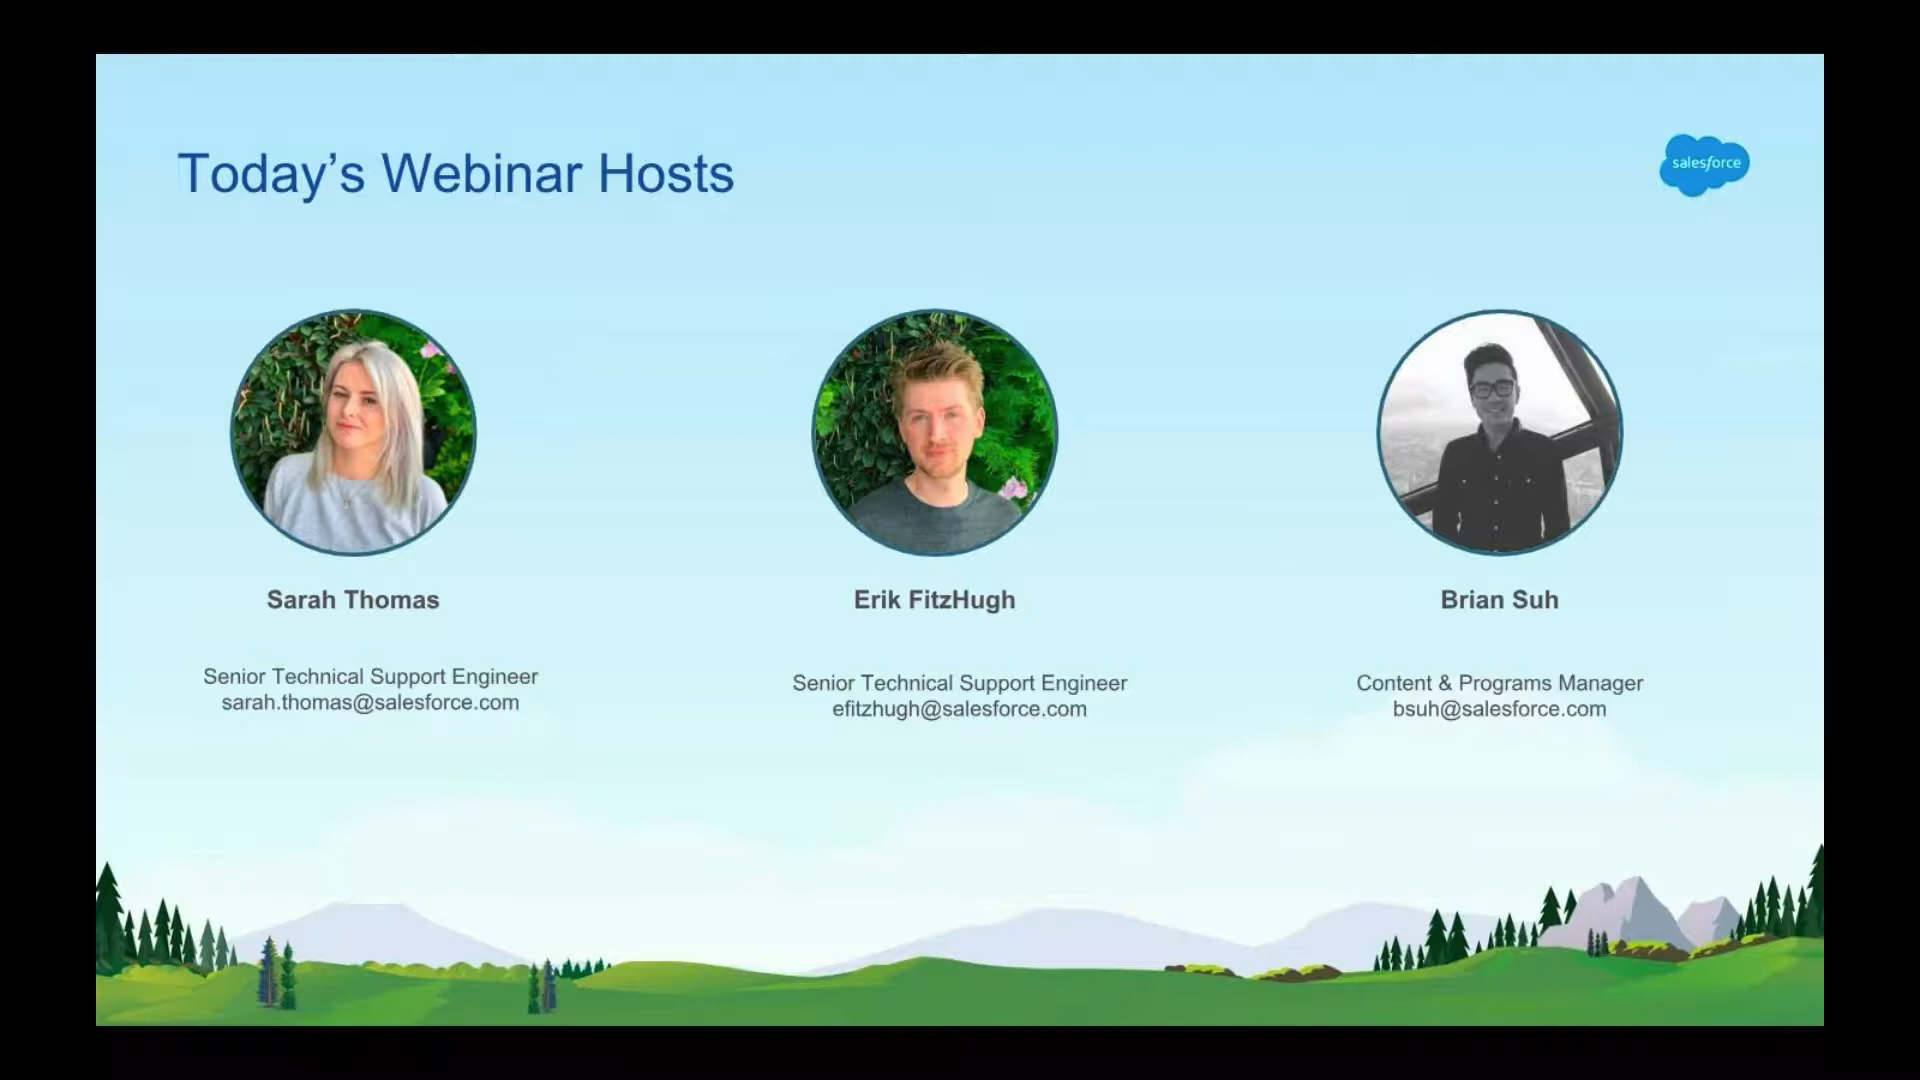 Today’s Webinar Hosts
salesforce
Sarah Thomas
Senior Technical Support Engineer
sarah.thomas@salesforce.com
Erik FitzHugh
Senior Technical Support Engineer
efitzhugh@salesforce.com
Brian Suh
Content & Programs Manager
bsuh@salesforce.com